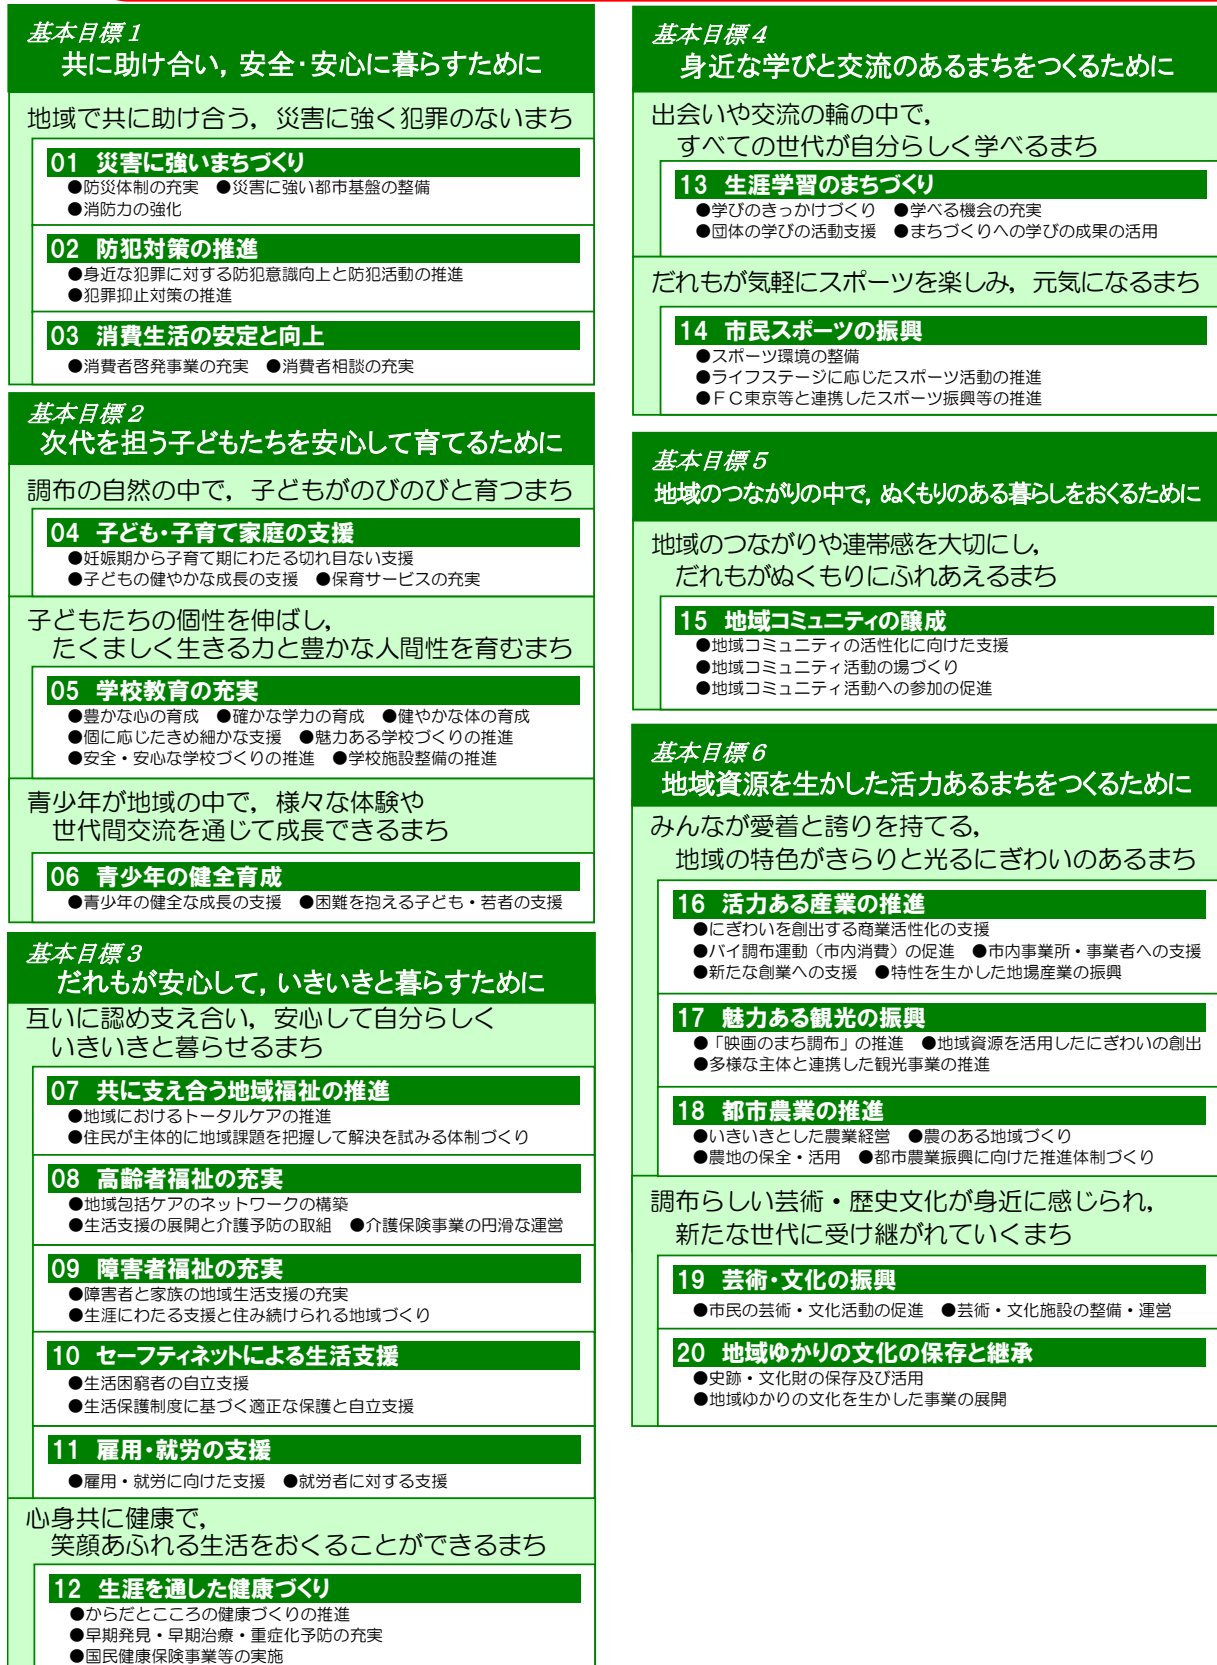 基本目標1
共に助け合い，安全・安心に暮らすために
地域で共に助け合う，災害に強く犯罪のないまち
01 災害に強いまちづくり
●防災体制の充実 ●災害に強い都市基盤の整備
●消防力の強化
02 防犯対策の推進
●身近な犯罪に対する防犯意識向上と防犯活動の推進
●犯罪抑止対策の推進
03 消費生活の安定と向上
●消費者啓発事業の充実 ●消費者相談の充実
基本目標2
次代を担う子どもたちを安心して育てるために
調布の自然の中で，子どもがのびのびと育つまち
04 子ども・子育て家庭の支援
●妊娠期から子育て期にわたる切れ目ない支援
●子どもの健やかな成長の支援 ●保育サービスの充実
子どもたちの個性を伸ばし，
たくましく生きる力と豊かな人間性を育むまち
05 学校教育の充実
●豊かな心の育成 ●確かな学力の育成 ●健やかな体の育成
●個に応じたきめ細かな支援 ●魅力ある学校づくりの推進
●安全・安心な学校づくりの推進 ●学校施設整備の推進
青少年が地域の中で，様々な体験や
世代間交流を通じて成長できるまち
06 青少年の健全育成
●青少年の健全な成長の支援 ●困難を抱える子ども・若者の支援
基本目標3
だれもが安心して，いきいきと暮らすために
互いに認め支え合い，安心して自分らしく
いきいきと暮らせるまち
07 共に支え合う地域福祉の推進
●地域におけるトータルケアの推進
●住民が主体的に地域課題を把握して解決を試みる体制づくり
08 高齢者福祉の充実
●地域包括ケアのネットワークの構築
●生活支援の展開と介護予防の取組 ●介護保険事業の円滑な運営
09 障害者福祉の充実
●障害者と家族の地域生活支援の充実
●生涯にわたる支援と住み続けられる地域づくり
10 セーフティネットによる生活支援
●生活困窮者の自立支援
●生活保護制度に基づく適正な保護と自立支援
11 雇用・就労の支援
●雇用・就労に向けた支援 ●就労者に対する支援
心身共に健康で，
笑顔あふれる生活をおくることができるまち
12 生涯を通した健康づくり
●からだとこころの健康づくりの推進
●早期発見・早期治療・重症化予防の充実
●国民健康保険事業等の実施
基本目標4
身近な学びと交流のあるまちをつくるために
出会いや交流の輪の中で，
すべての世代が自分らしく学べるまち
13 生涯学習のまちづくり
●学びのきっかけづくり ●学べる機会の充実
●団体の学びの活動支援 ●まちづくりへの学びの成果の活用
だれもが気軽にスポーツを楽しみ，元気になるまち
14 市民スポーツの振興
●スポーツ環境の整備
●ライフステージに応じたスポーツ活動の推進
●ＦＣ東京等と連携したスポーツ振興等の推進
基本目標5
地域のつながりの中で，ぬくもりのある暮らしをおくるために
地域のつながりや連帯感を大切にし，
だれもがぬくもりにふれあえるまち
15 地域コミュニティの醸成
●地域コミュニティの活性化に向けた支援
●地域コミュニティ活動の場づくり
●地域コミュニティ活動への参加の促進
基本目標6
地域資源を生かした活力あるまちをつくるために
みんなが愛着と誇りを持てる，
地域の特色がきらりと光るにぎわいのあるまち
16 活力ある産業の推進
●にぎわいを創出する商業活性化の支援
●バイ調布運動（市内消費）の促進 ●市内事業所・事業者への支援
●新たな創業への支援 ●特性を生かした地場産業の振興
17 魅力ある観光の振興
●「映画のまち調布」の推進 ●地域資源を活用したにぎわいの創出
●多様な主体と連携した観光事業の推進
18 都市農業の推進
●いきいきとした農業経営 ●農のある地域づくり
●農地の保全・活用 ●都市農業振興に向けた推進体制づくり
調布らしい芸術・歴史文化が身近に感じられ，
新たな世代に受け継がれていくまち
19 芸術・文化の振興
●市民の芸術・文化活動の促進 ●芸術・文化施設の整備・運営
20 地域ゆかりの文化の保存と継承
●史跡・文化財の保存及び活用
●地域ゆかりの文化を生かした事業の展開